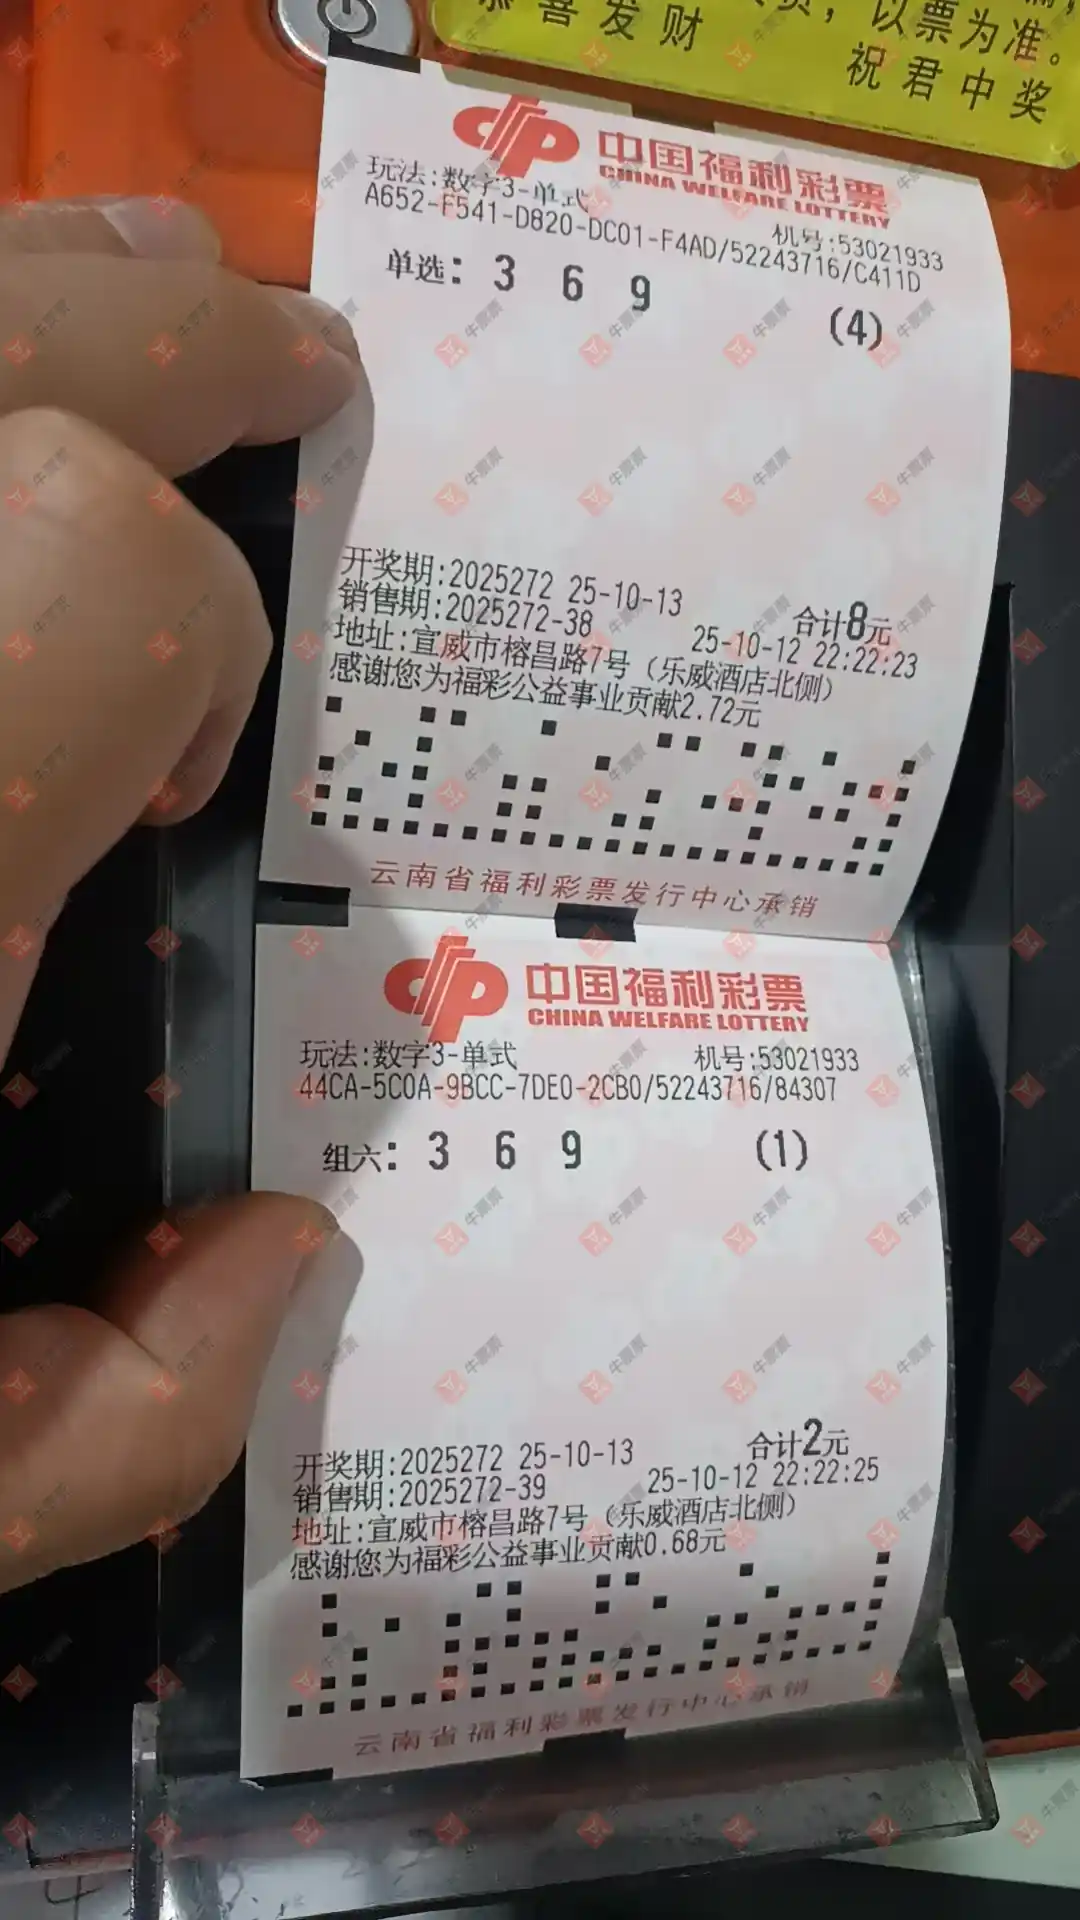 恭喜发财
，以票为准。
祝君中奖
中国福利彩票
CHINA WELFARE LOTTERY
玩法:数字3-单式
机号:53021933
A652-F541-D820-DC01-F4AD/52243716/C411D
单选: 3 6 9
(4)
开奖期:2025272 25-10-13
合计8元
销售期:2025272-38
25-10-12 22:22:23
地址:宣威市榕昌路7号（乐威酒店北侧）
感谢您为福彩公益事业贡献2.72元
云南省福利彩票发行中心承销
中国福利彩票
CHINA WELFARE LOTTERY
玩法:数字3-单式
机号:53021933
44CA-5C0A-9BCC-7DE0-2CB0/52243716/84307
组六: 3 6 9
(1)
开奖期:2025272 25-10-13
合计2元
销售期:2025272-39
25-10-12 22:22:25
地址:宣威市榕昌路7号（乐威酒店北侧）
感谢您为福彩公益事业贡献0.68元
云南省福利彩票发行中心承销
牛票票